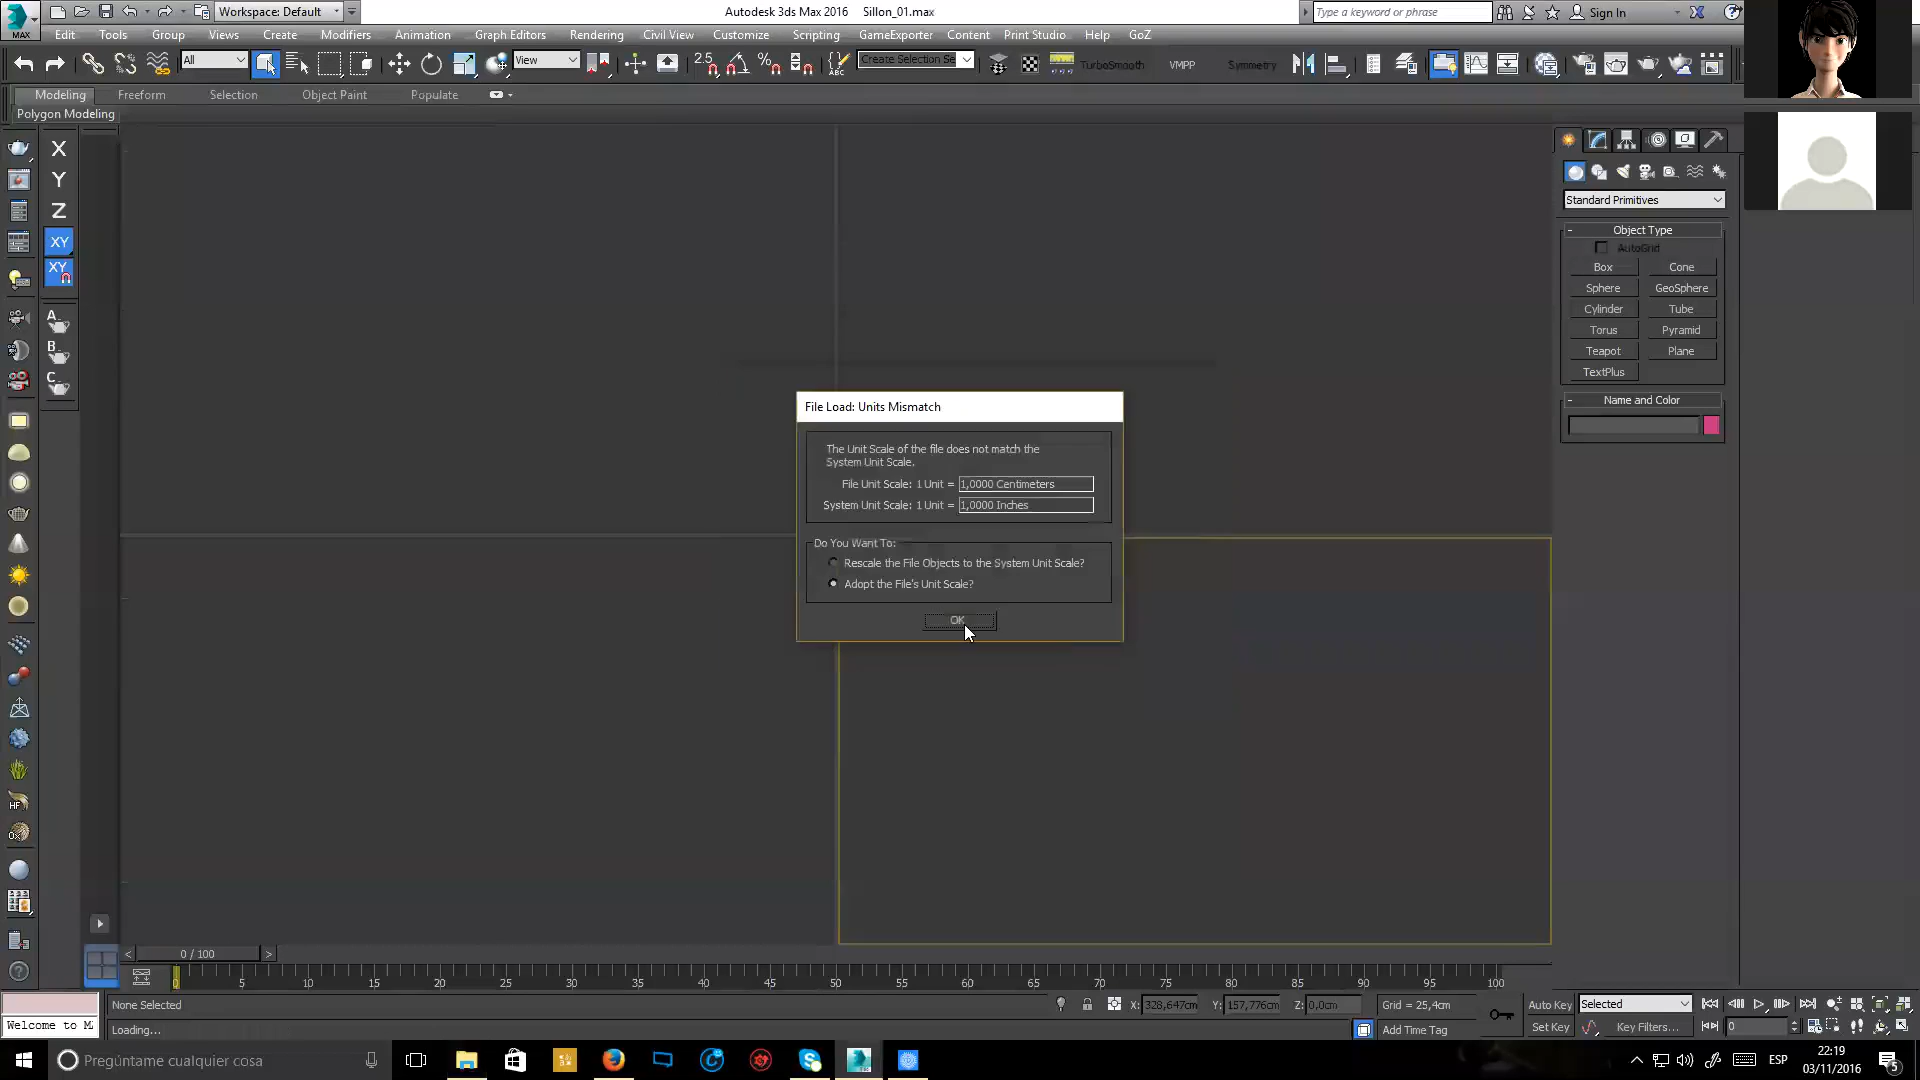 Workspace: Default
Autodesk 3ds Max 2016 Sillon_01.max
Type a keyword or phrase
Sign In
MAX
Edit Tools Group Views Create Modifiers Animation Graph Editors Rendering Civil View Customize Scripting GameExporter Content Print Studio Help GoZ
All
View
2.5
ABC
Create Selection Se
TurboSmooth
VMPP
Symmetry
Modeling Freeform Selection Object Paint Populate
Polygon Modeling
X
Y
Z
XY
XY
A
B
C
HF
Standard Primitives
Object Type
AutoGrid
Box Cone
Sphere GeoSphere
Cylinder Tube
Torus Pyramid
Teapot Plane
TextPlus
Name and Color
File Load: Units Mismatch
The Unit Scale of the file does not match the
System Unit Scale.
File Unit Scale: 1 Unit = 1,0000 Centimeters
System Unit Scale: 1 Unit = 1,0000 Inches
Do You Want To:
Rescale the File Objects to the System Unit Scale?
Adopt the File's Unit Scale?
OK
< 0 / 100 >
0 5 10 15 20 25 30 35 40 45 50 55 60 65 70 75 80 85 90 95 100
None Selected
X: 328,647cm Y: 157,776cm Z: 0,0cm Grid = 25,4cm
Auto Key Selected
Welcome to M
Loading...
Add Time Tag
Set Key Key Filters...
0
Pregúntame cualquier cosa
ESP
22:19
03/11/2016
5